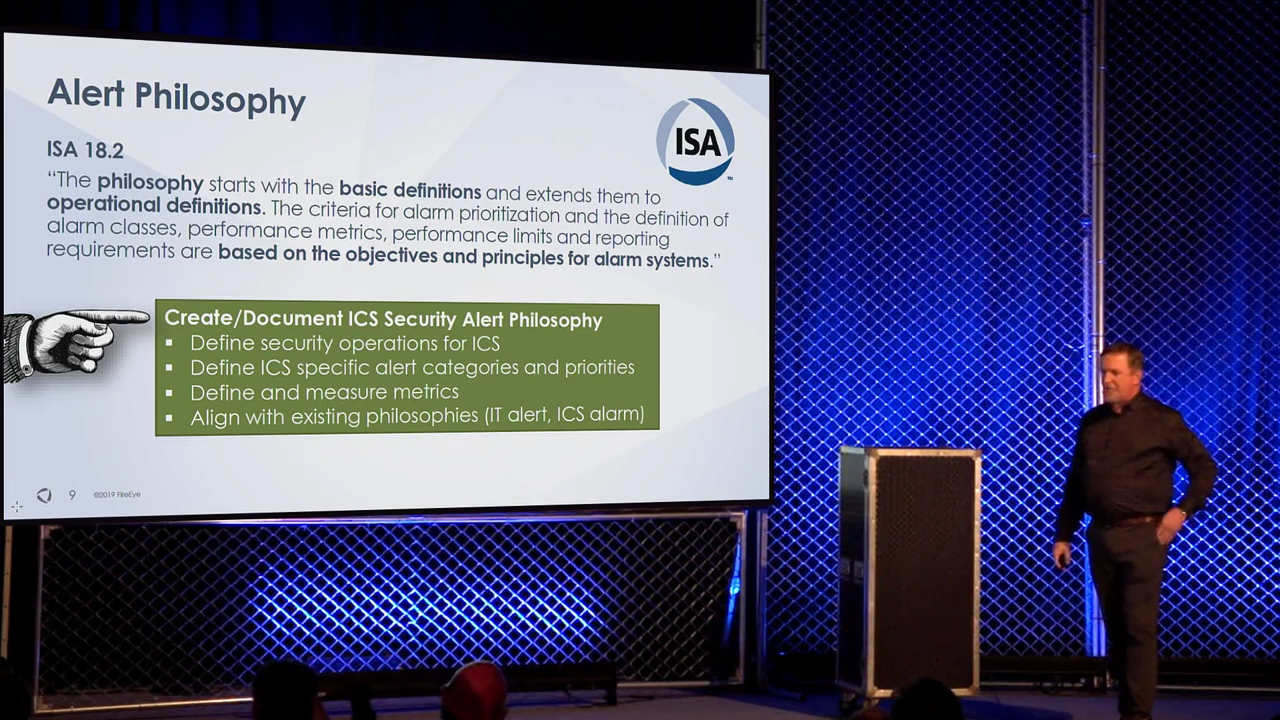 Alert Philosophy
ISA
™
ISA 18.2
“The philosophy starts with the basic definitions and extends them to
operational definitions. The criteria for alarm prioritization and the definition of
alarm classes, performance metrics, performance limits and reporting
requirements are based on the objectives and principles for alarm systems.”
Create/Document ICS Security Alert Philosophy
▪ Define security operations for ICS
▪ Define ICS specific alert categories and priorities
▪ Define and measure metrics
▪ Align with existing philosophies (IT alert, ICS alarm)
9 ©2019 FireEye